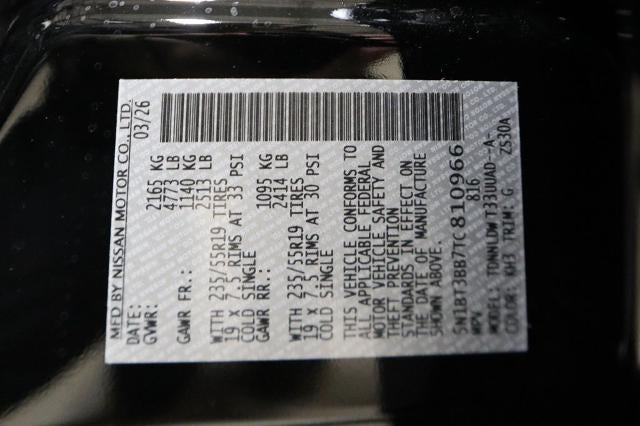 MFD BY NISSAN MOTOR CO., LTD.
DATE: 03/26
GVWR: 2165 KG
4773 LB
GAWR FR.: 1140 KG
2513 LB
WITH 235/55R19 TIRES
19 X 7.5 RIMS AT 33 PSI
COLD SINGLE
GAWR RR.: 1095 KG
2414 LB
WITH 235/55R19 TIRES
19 X 7.5 RIMS AT 30 PSI
COLD SINGLE
THIS VEHICLE CONFORMS TO
ALL APPLICABLE FEDERAL
MOTOR VEHICLE SAFETY AND
THEFT PREVENTION
STANDARDS IN EFFECT ON
THE DATE OF MANUFACTURE
SHOWN ABOVE.
5N1BT3BB7TC810966
MPV 816
MODEL: TDNNLDW T33UUAD--A-
COLOR: KH3 TRIM: G ZS30A